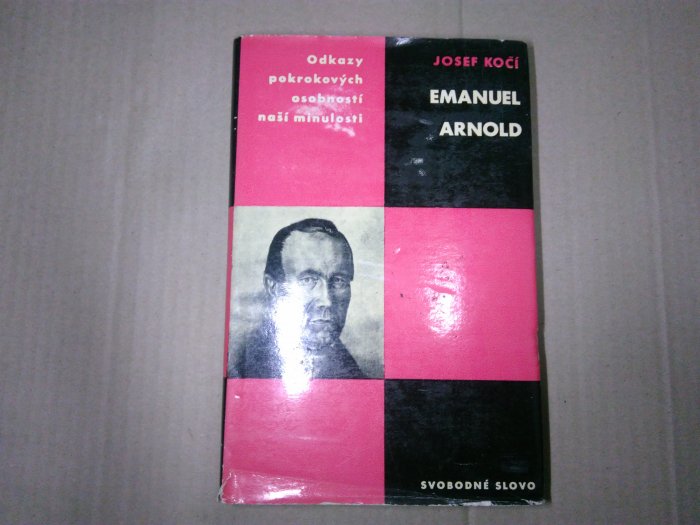 Odkazy
pokrokových
osobností
naší minulosti
JOSEF KOČÍ
EMANUEL
ARNOLD
SVOBODNÉ SLOVO